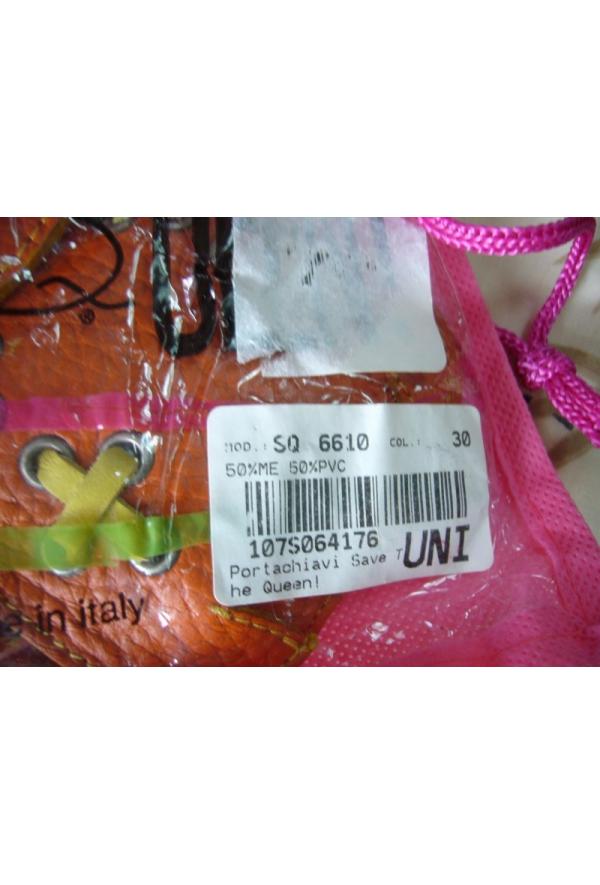 ®
MOD.: SQ 6610 COL.: 30
50%ME 50%PVC
107S064176
UNI
Portachiavi Save T
he Queen!
in italy